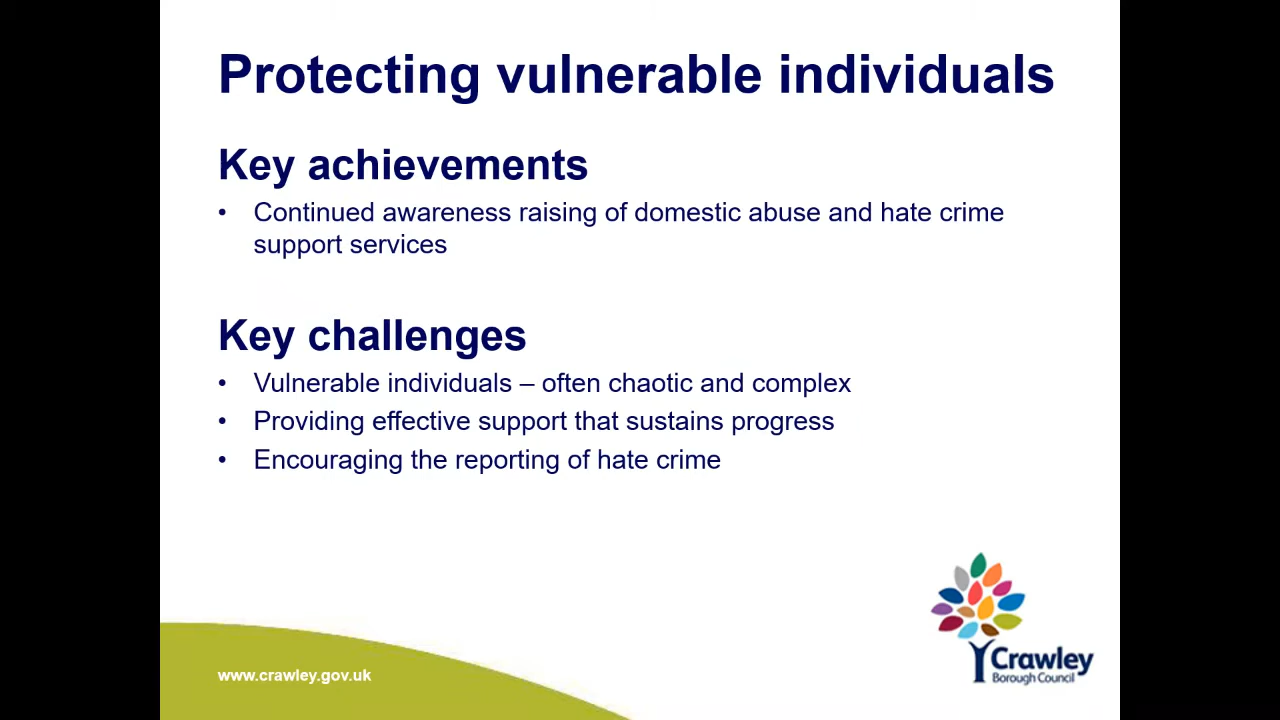 Protecting vulnerable individuals
Key achievements
• Continued awareness raising of domestic abuse and hate crime
support services
Key challenges
• Vulnerable individuals – often chaotic and complex
• Providing effective support that sustains progress
• Encouraging the reporting of hate crime
www.crawley.gov.uk
Crawley
Borough Council